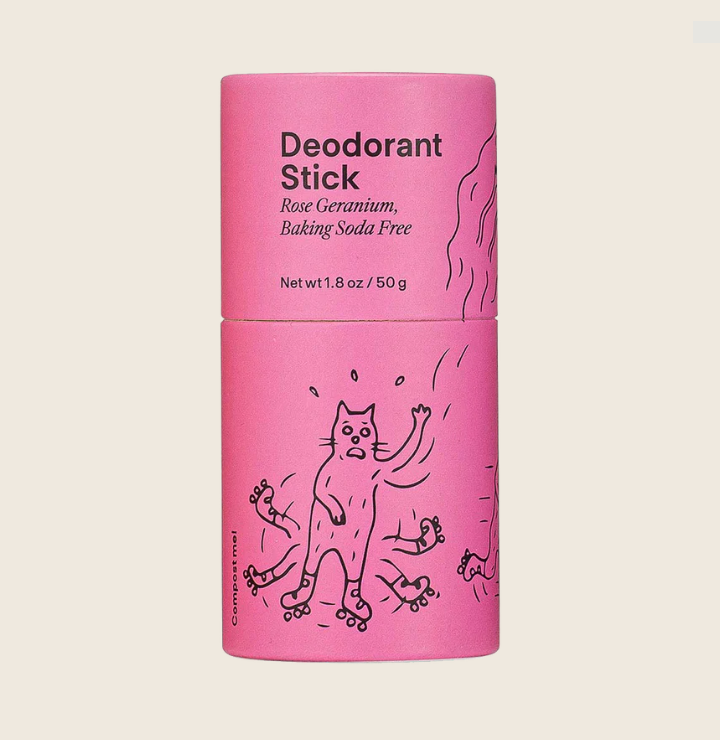 Deodorant
Stick
Rose Geranium,
Baking Soda Free
Net wt 1.8 oz / 50 g
Compost me!